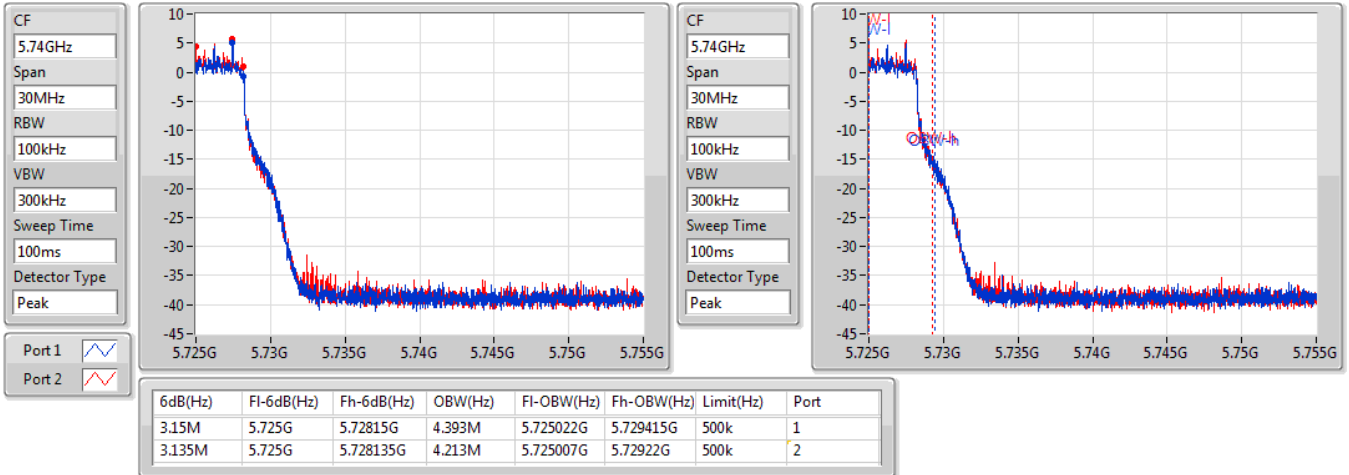 CF
5.74GHz
Span
30MHz
RBW
100kHz
VBW
300kHz
Sweep Time
100ms
Detector Type
Peak
Port 1
Port 2
10
5
0
-5
-10
-15
-20
-25
-30
-35
-40
-45
5.725G 5.73G 5.735G 5.74G 5.745G 5.75G 5.755G
CF
5.74GHz
Span
30MHz
RBW
100kHz
VBW
300kHz
Sweep Time
100ms
Detector Type
Peak
10
5
0
-5
-10
-15
-20
-25
-30
-35
-40
-45
5.725G 5.73G 5.735G 5.74G 5.745G 5.75G 5.755G
6dB(Hz) Fl-6dB(Hz) Fh-6dB(Hz) OBW(Hz) Fl-OBW(Hz) Fh-OBW(Hz) Limit(Hz) Port
3.15M 5.725G 5.72815G 4.393M 5.725022G 5.729415G 500k 1
3.135M 5.725G 5.728135G 4.213M 5.725007G 5.72922G 500k 2